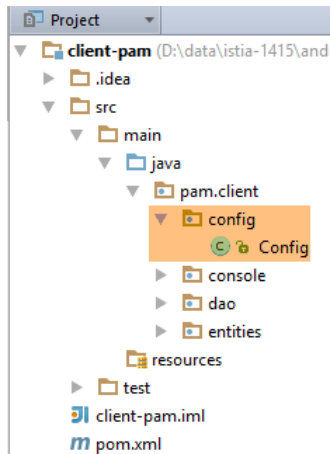 Project
client-pam (D:\data\istia-1415\and
.idea
src
main
java
pam.client
config
C Config
console
dao
entities
resources
test
client-pam.iml
m pom.xml